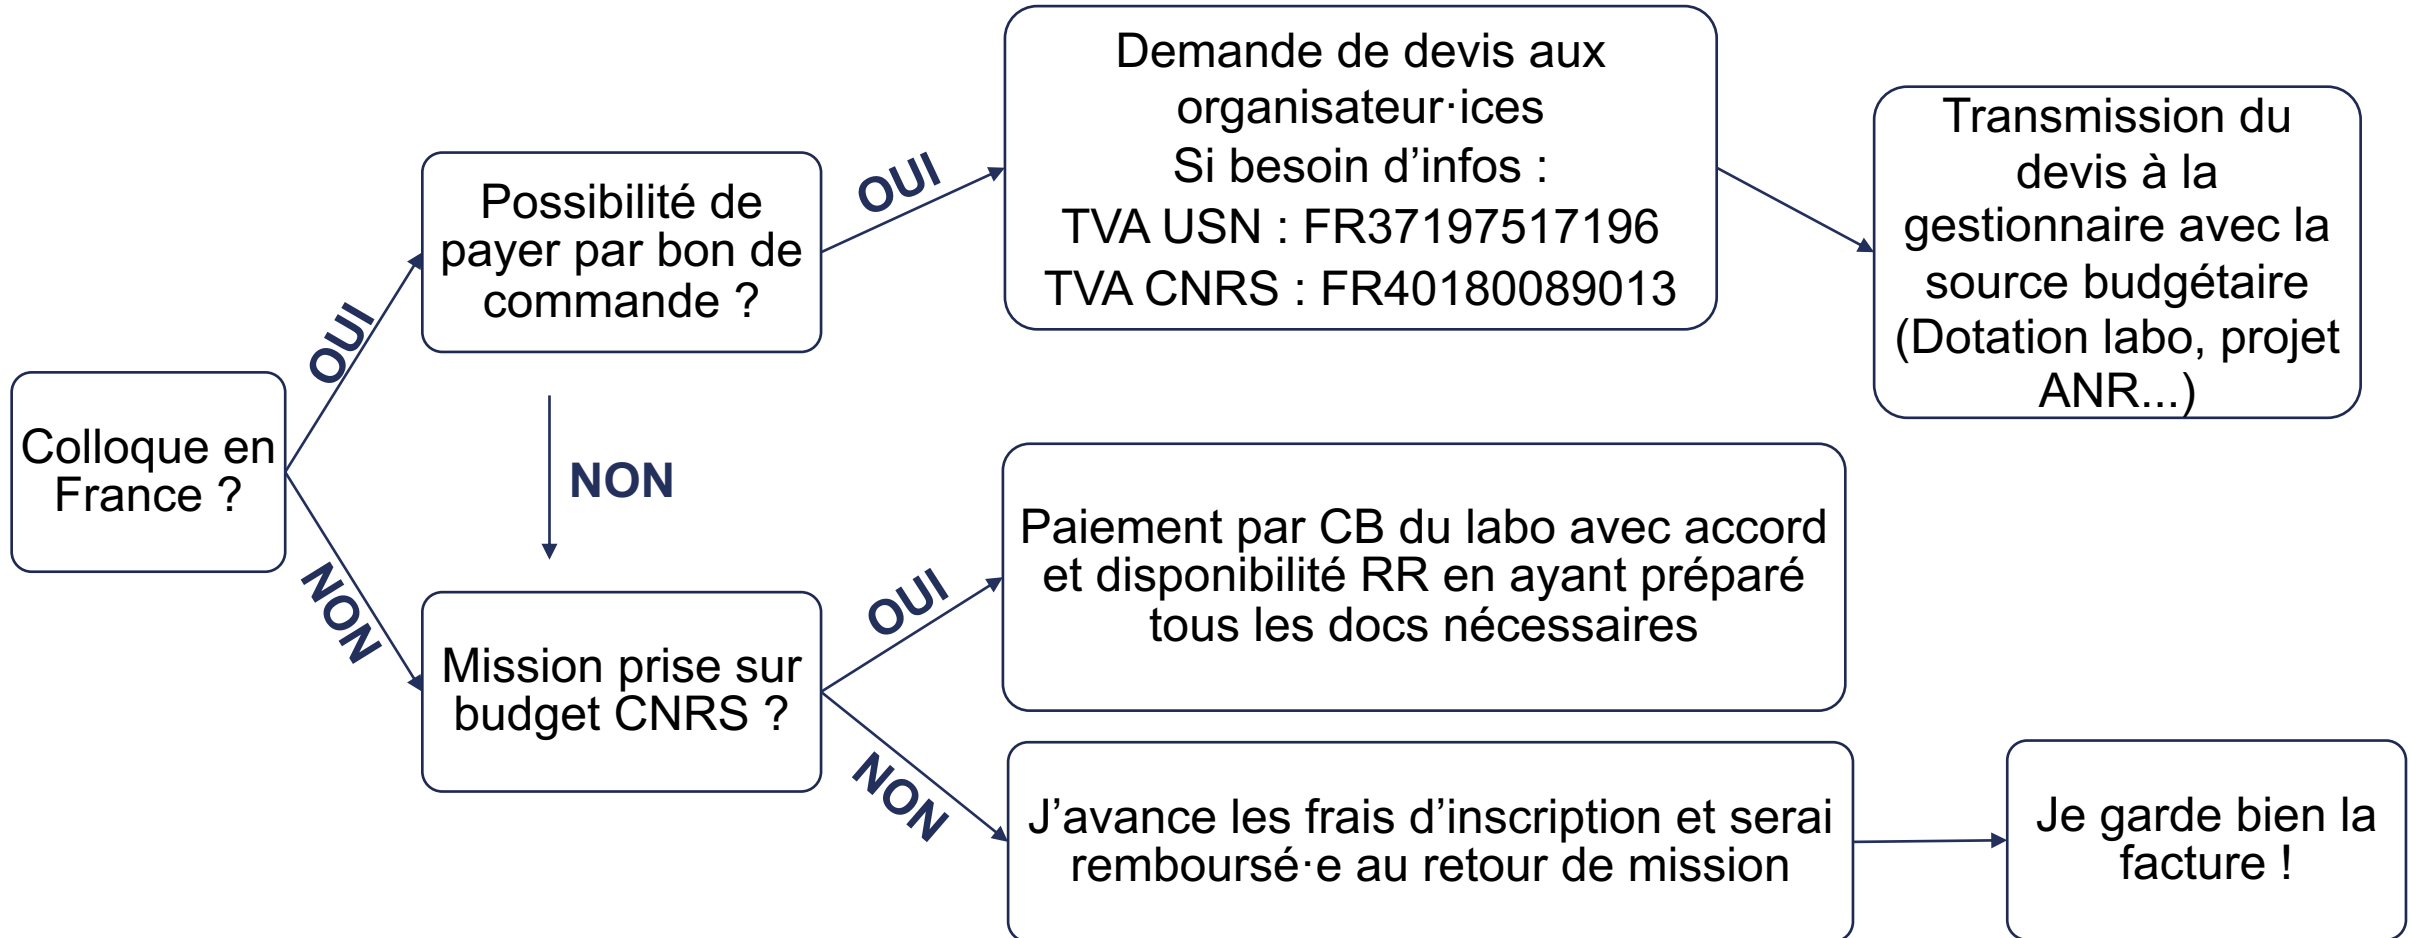 Colloque en
France ?
OUI
NON
Possibilité de
payer par bon de
commande ?
OUI
NON
Demande de devis aux
organisateur·ices
Si besoin d’infos :
TVA USN : FR37197517196
TVA CNRS : FR40180089013
Transmission du
devis à la
gestionnaire avec la
source budgétaire
(Dotation labo, projet
ANR...)
Mission prise sur
budget CNRS ?
OUI
NON
Paiement par CB du labo avec accord
et disponibilité RR en ayant préparé
tous les docs nécessaires
J’avance les frais d’inscription et serai
remboursé·e au retour de mission
Je garde bien la
facture !